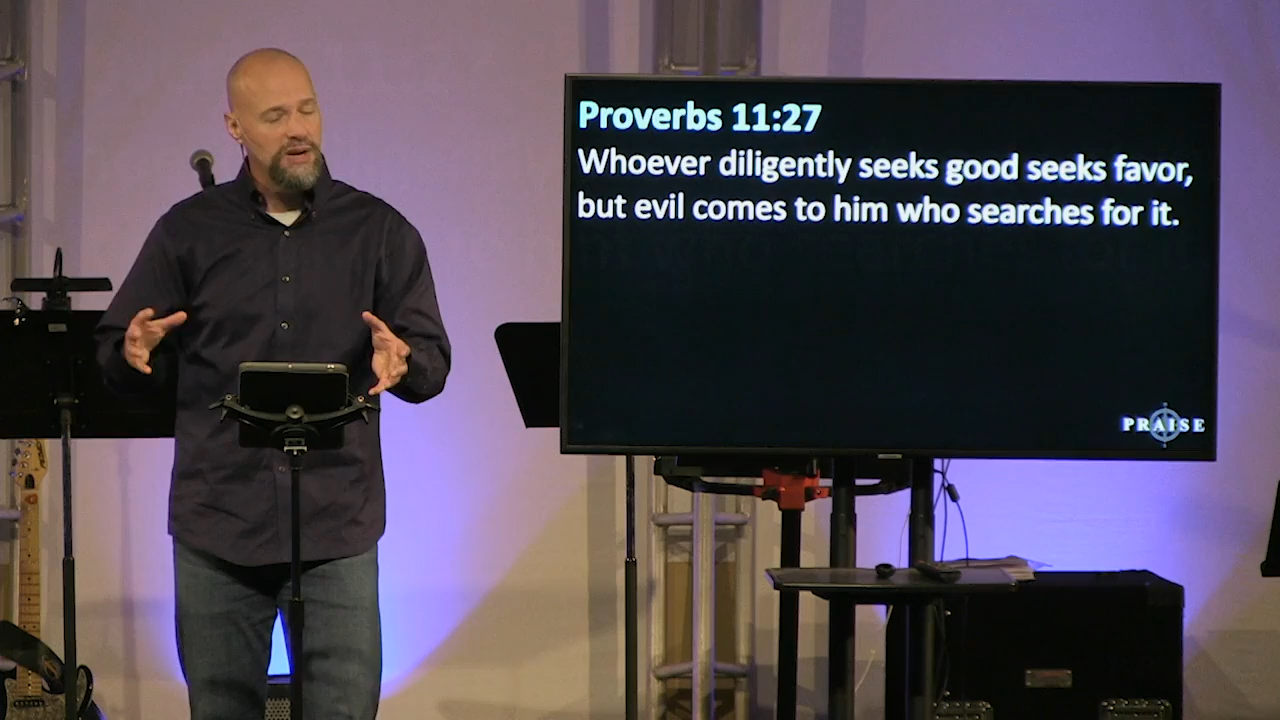 Proverbs 11:27
Whoever diligently seeks good seeks favor,
but evil comes to him who searches for it.
PRAISE